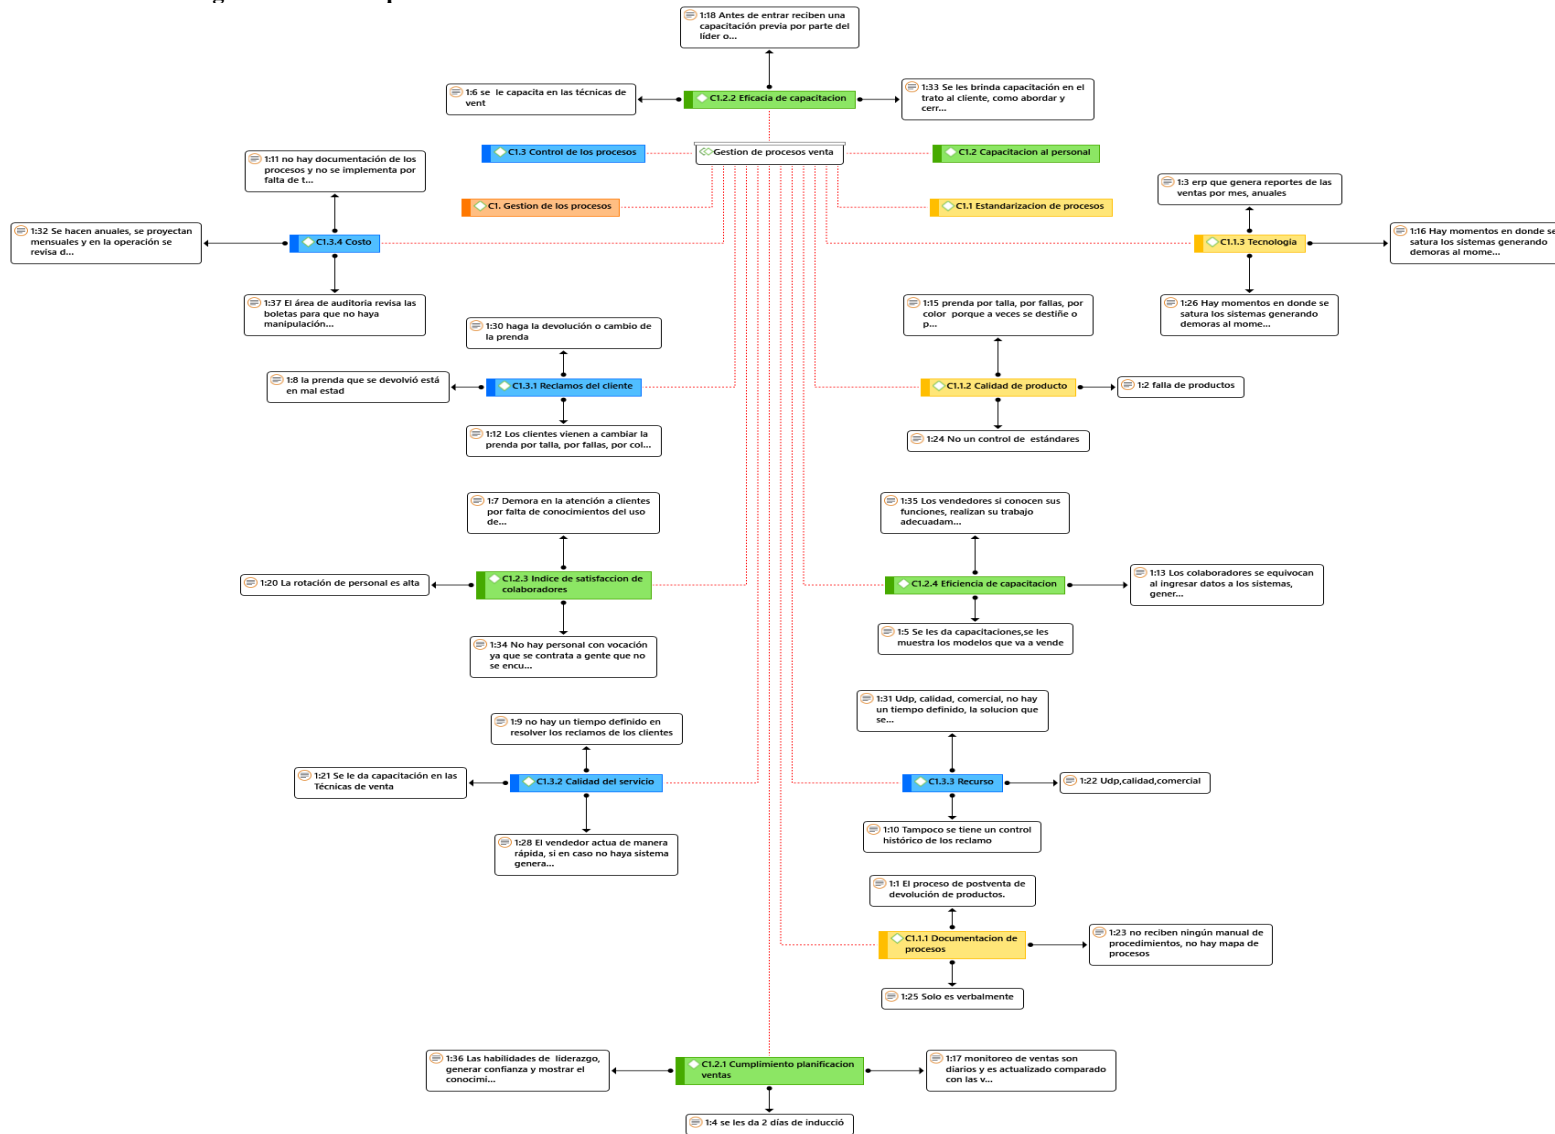 1:18 Antes de entrar reciben una
capacitación previa por parte del
líder o...
1:6 se  le capacita en las técnicas de
vent
C1.2.2 Eficacia de capacitacion
1:33 Se les brinda capacitación en el
trato al cliente, como abordar y
cerr...
C1.3 Control de los procesos
Gestion de procesos venta
C1.2 Capacitacion al personal
1:11 no hay documentación de los
procesos y no se implementa por
falta de t...
1:3 erp que genera reportes de las
ventas por mes, anuales
C1. Gestion de los procesos
C1.1 Estandarizacion de procesos
1:32 Se hacen anuales, se proyectan
mensuales y en la operación se
revisa d...
C1.3.4 Costo
C1.1.3 Tecnologia
1:16 Hay momentos en donde se
satura los sistemas generando
demoras al mome...
1:37 El área de auditoria revisa las
boletas para que no haya
manipulación...
1:15 prenda por talla, por fallas, por
color  porque a veces se destiñe o
p...
1:26 Hay momentos en donde se
satura los sistemas generando
demoras al mome...
1:30 haga la devolución o cambio de
la prenda
1:8 la prenda que se devolvió está
en mal estad
C1.3.1 Reclamos del cliente
C1.1.2 Calidad de producto
1:2 falla de productos
1:12 Los clientes vienen a cambiar la
prenda por talla, por fallas, por col...
1:24 No un control de  estándares
1:7 Demora en la atención a clientes
por falta de conocimientos del uso
de...
1:35 Los vendedores si conocen sus
funciones, realizan su trabajo
adecuadam...
1:20 La rotación de personal es alta
C1.2.3 Indice de satisfaccion de
colaboradores
C1.2.4 Eficiencia de capacitacion
1:13 Los colaboradores se equivocan
al ingresar datos a los sistemas,
gener...
1:34 No hay personal con vocación
ya que se contrata a gente que no
se encu...
1:5 Se les da capacitaciones,se les
muestra los modelos que va a vende
1:9 no hay un tiempo definido en
resolver los reclamos de los clientes
1:31 Udp, calidad, comercial, no hay
un tiempo definido, la solucion que
se...
1:21 Se le da capacitación en las
Técnicas de venta
C1.3.2 Calidad del servicio
C1.3.3 Recurso
1:22 Udp,calidad,comercial
1:28 El vendedor actua de manera
rápida, si en caso no haya sistema
genera...
1:10 Tampoco se tiene un control
histórico de los reclamo
1:1 El proceso de postventa de
devolución de productos.
C1.1.1 Documentacion de
procesos
1:23 no reciben ningún manual de
procedimientos, no hay mapa de
procesos
1:25 Solo es verbalmente
1:36 Las habilidades de  liderazgo,
generar confianza y mostrar el
conocimi...
C1.2.1 Cumplimiento planificacion
ventas
1:17 monitoreo de ventas son
diarios y es actualizado comparado
con las v...
1:4 se les da 2 días de inducció